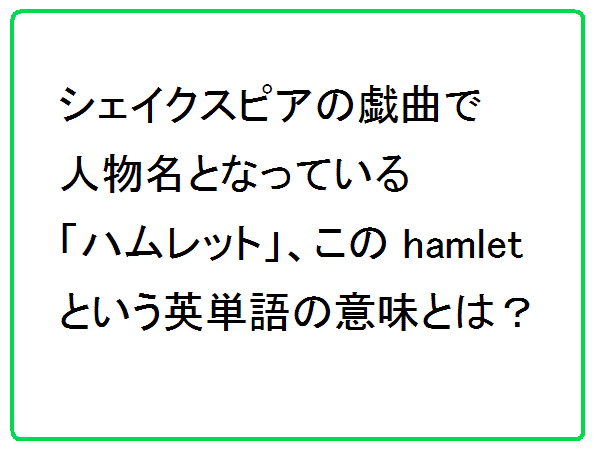 シェイクスピアの戯曲で
人物名となっている
「ハムレット」、この hamlet
という英単語の意味とは？